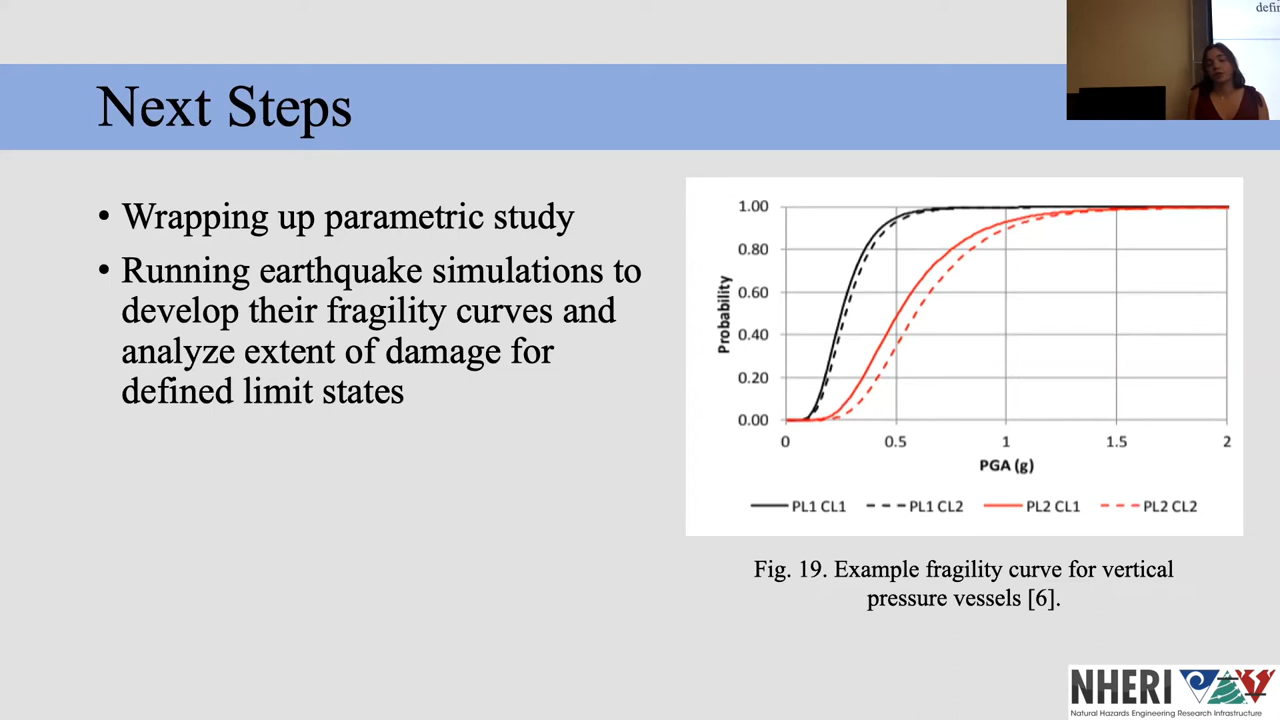 Next Steps
• Wrapping up parametric study
• Running earthquake simulations to
develop their fragility curves and
analyze extent of damage for
defined limit states
1.00
0.80
0.60
0.40
0.20
0.00
Probability
0 0.5 1 1.5 2
PGA (g)
PL1 CL1 PL1 CL2 PL2 CL1 PL2 CL2
Fig. 19. Example fragility curve for vertical
pressure vessels [6].
NHERI
Natural Hazards Engineering Research Infrastructure